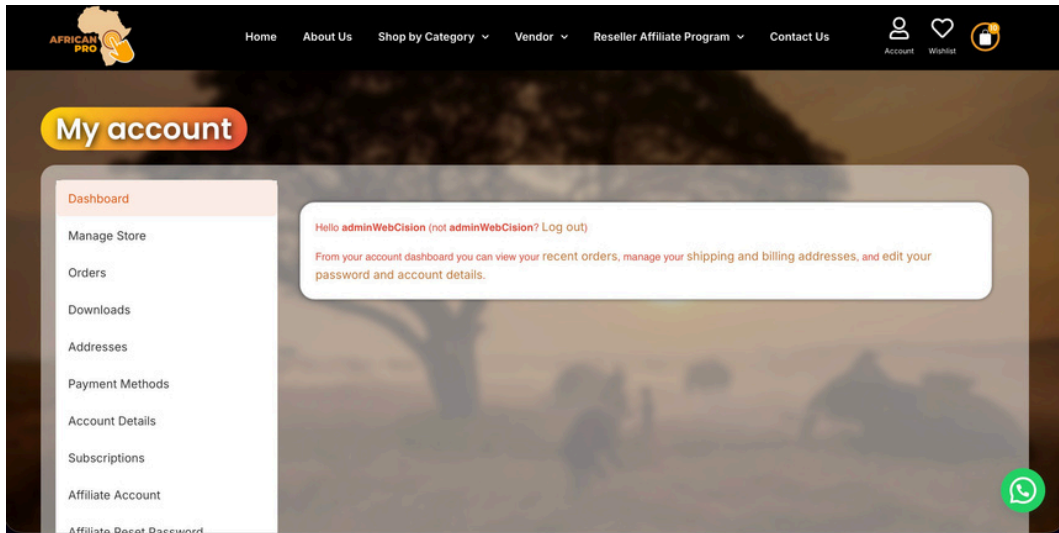 AFRICAN
PRO
Home
About Us
Shop by Category
Vendor
Reseller Affiliate Program
Contact Us
Account
Wishlist
My account
Dashboard
Manage Store
Orders
Downloads
Addresses
Payment Methods
Account Details
Subscriptions
Affiliate Account
Affiliate Reset Password
Hello adminWebCision (not adminWebCision? Log out)
From your account dashboard you can view your recent orders, manage your shipping and billing addresses, and edit your
password and account details.